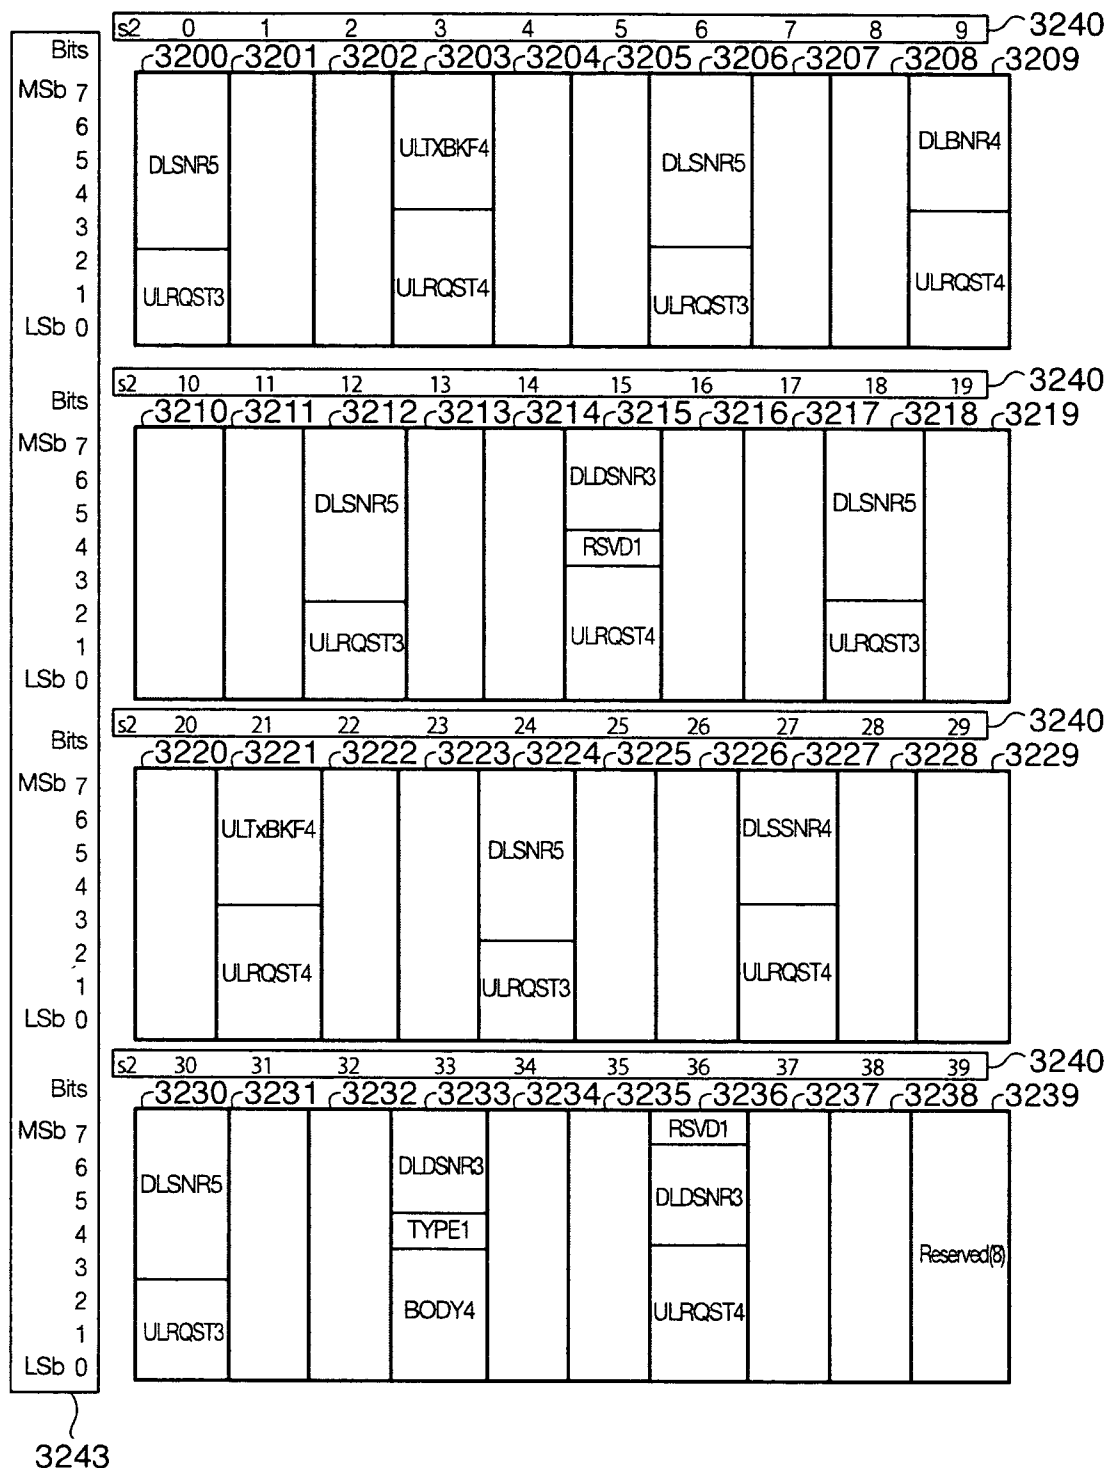 s2 0 1 2 3 4 5 6 7 8 9 3240
Bits 3200 3201 3202 3203 3204 3205 3206 3207 3208 3209
MSb 7
6
5
4
3
2
1
LSb 0
DLSNR5 ULTXBKF4 DLSNR5 DLBNR4
ULRQST3 ULRQST4 ULRQST3 ULRQST4
s2 10 11 12 13 14 15 16 17 18 19 3240
Bits 3210 3211 3212 3213 3214 3215 3216 3217 3218 3219
MSb 7
6
5
4
3
2
1
LSb 0
DLSNR5 DLDSNR3 DLSNR5
RSVD1
ULRQST3 ULRQST4 ULRQST3
s2 20 21 22 23 24 25 26 27 28 29 3240
Bits 3220 3221 3222 3223 3224 3225 3226 3227 3228 3229
MSb 7
6
5
4
3
2
1
LSb 0
ULTxBKF4 DLSNR5 DLSSNR4
ULRQST4 ULRQST3 ULRQST4
s2 30 31 32 33 34 35 36 37 38 39 3240
Bits 3230 3231 3232 3233 3234 3235 3236 3237 3238 3239
MSb 7
6
5
4
3
2
1
LSb 0
DLSNR5 DLDSNR3 RSVD1
TYPE1 DLDSNR3 Reserved(8)
ULRQST3 BODY4 ULRQST4
3243